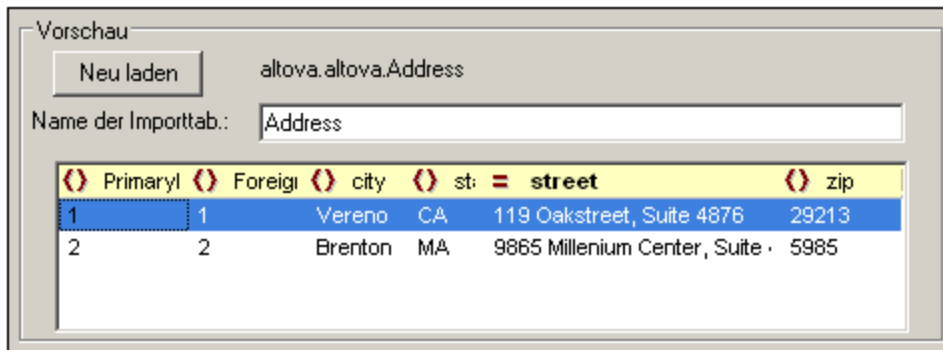 Vorschau
Neu laden altova.altova.Address
Name der Importtab.: Address
Primaryl Foreigı city st street zip
1 1 Vereno CA 119 Oakstreet, Suite 4876 29213
2 2 Brenton MA 9865 Millenium Center, Suite 5985